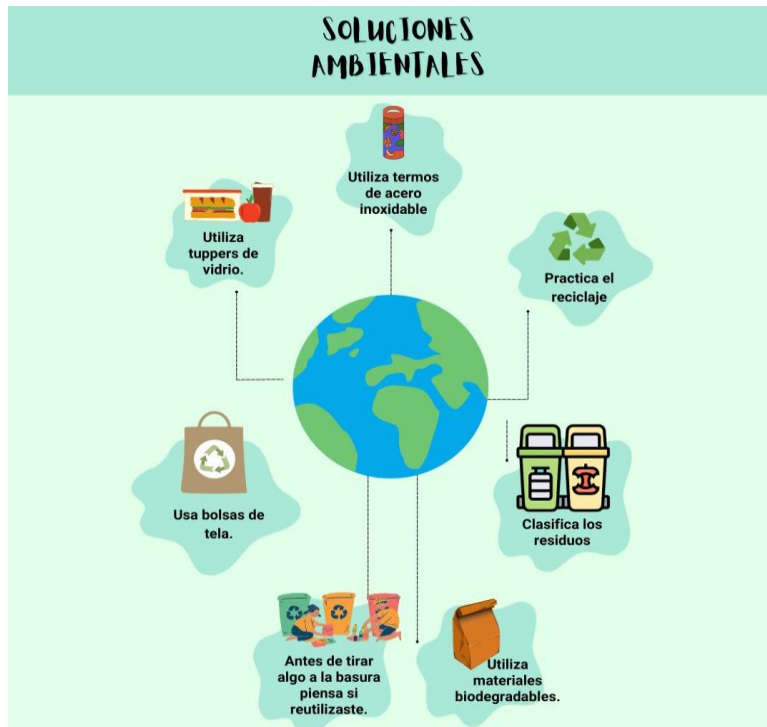 SOLUCIONES
AMBIENTALES
Utiliza termos
de acero
inoxidable
Utiliza
tuppers de
vidrio.
Practica el
reciclaje
Usa bolsas de
tela.
Clasifica los
residuos
Antes de tirar
algo a la basura
piensa si
reutilizaste.
Utiliza
materiales
biodegradables.